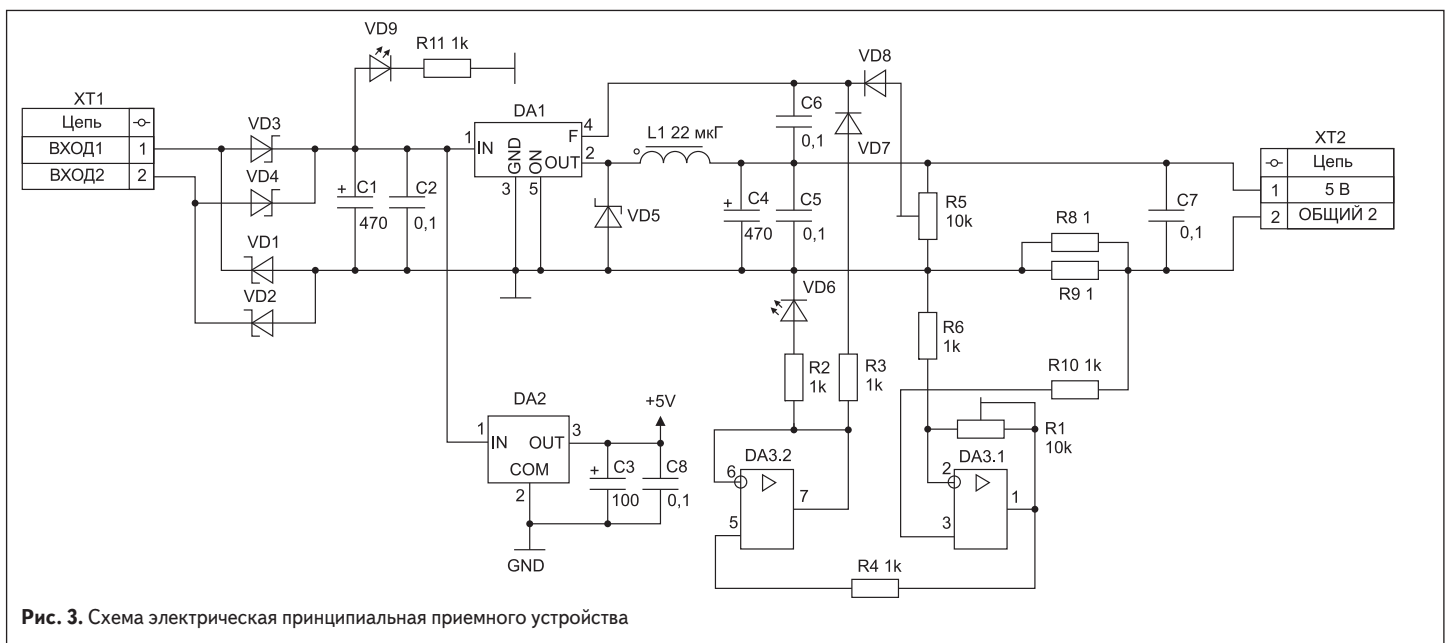 VD9
R11 1k
VD8
XT1
Цепь
ВХОД1 1
ВХОД2 2
VD3
VD4
VD1
VD2
+ C1
470
C2
0,1
DA1
1
IN
GND
ON
F
OUT
4
2
3
5
L1 22 мкГ
C6
0,1
VD7
VD5
+ C4
470
C5
0,1
R5
10k
R8 1
R9 1
C7
0,1
XT2
Цепь
1 5 В
2 ОБЩИЙ 2
VD6
R2
1k
R3
1k
R6
1k
R10 1k
R1
10k
DA2
1
IN OUT
COM
3
2
+5V
+ C3
100
C8
0,1
GND
DA3.2
6
5
7
DA3.1
2
3
1
R4 1k
Рис. 3. Схема электрическая принципиальная приемного устройства